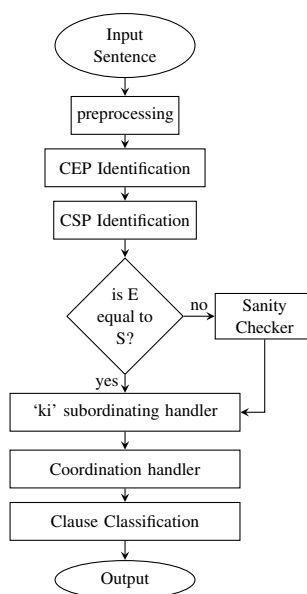 Input
Sentence
preprocessing
CEP Identification
CSP Identification
is E
equal to
S?
no
Sanity
Checker
yes
‘ki’ subordinating handler
Coordination handler
Clause Classification
Output